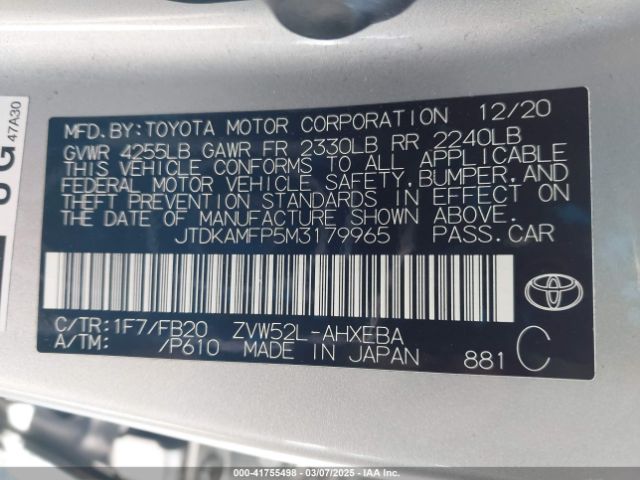 47A30
G
MFD. BY: TOYOTA MOTOR CORPORATION 12/20
GVWR 4255LB GAWR FR 2330LB RR 2240LB
THIS VEHICLE CONFORMS TO ALL APPLICABLE
FEDERAL MOTOR VEHICLE SAFETY, BUMPER, AND
THEFT PREVENTION STANDARDS IN EFFECT ON
THE DATE OF MANUFACTURE SHOWN ABOVE.
JTDKAMFP5M3179965 PASS. CAR
C/TR: 1F7/FB20 ZVW52L-AHXEBA
A/TM: /P610 MADE IN JAPAN 881 C
000-41755498 - 03/07/2025 - IAAI.COM